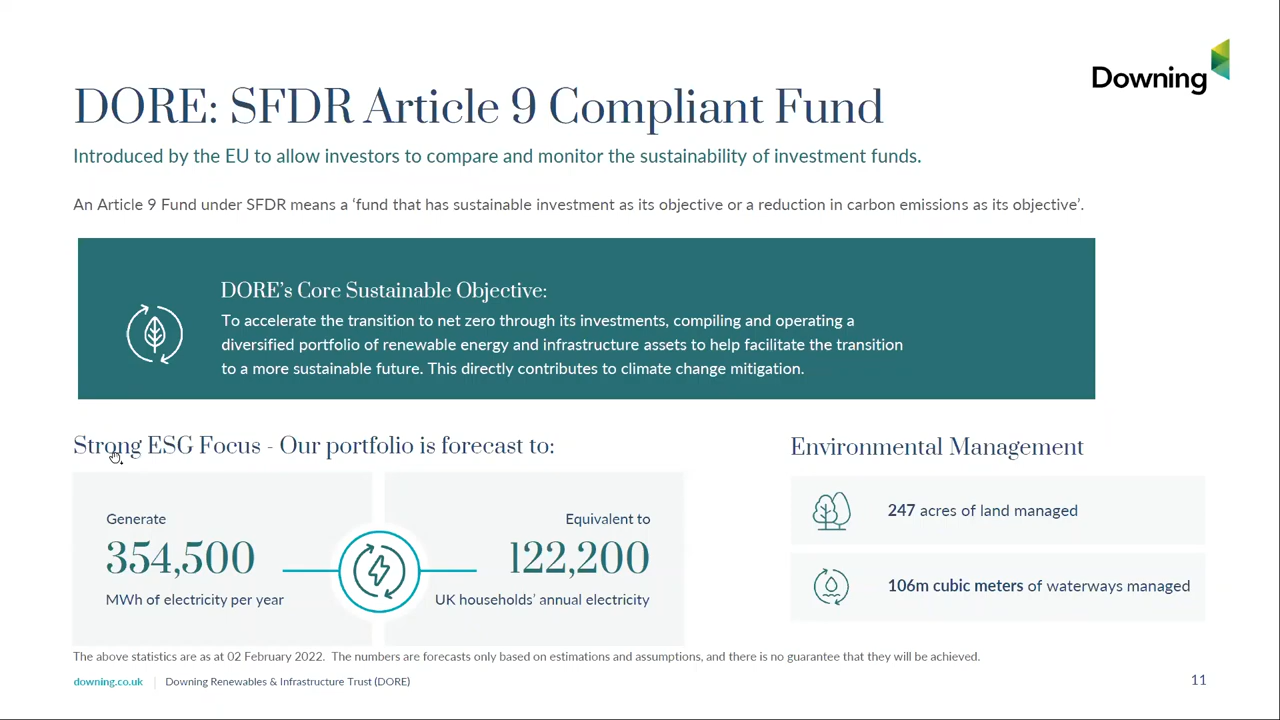 Downing
DORE: SFDR Article 9 Compliant Fund
Introduced by the EU to allow investors to compare and monitor the sustainability of investment funds.
An Article 9 Fund under SFDR means a ‘fund that has sustainable investment as its objective or a reduction in carbon emissions as its objective’.
DORE’s Core Sustainable Objective:
To accelerate the transition to net zero through its investments, compiling and operating a
diversified portfolio of renewable energy and infrastructure assets to help facilitate the transition
to a more sustainable future. This directly contributes to climate change mitigation.
Strong ESG Focus - Our portfolio is forecast to:
Generate
354,500
MWh of electricity per year
Equivalent to
122,200
UK households’ annual electricity
Environmental Management
247 acres of land managed
106m cubic meters of waterways managed
The above statistics are as at 02 February 2022. The numbers are forecasts only based on estimations and assumptions, and there is no guarantee that they will be achieved.
downing.co.uk | Downing Renewables & Infrastructure Trust (DORE)
11